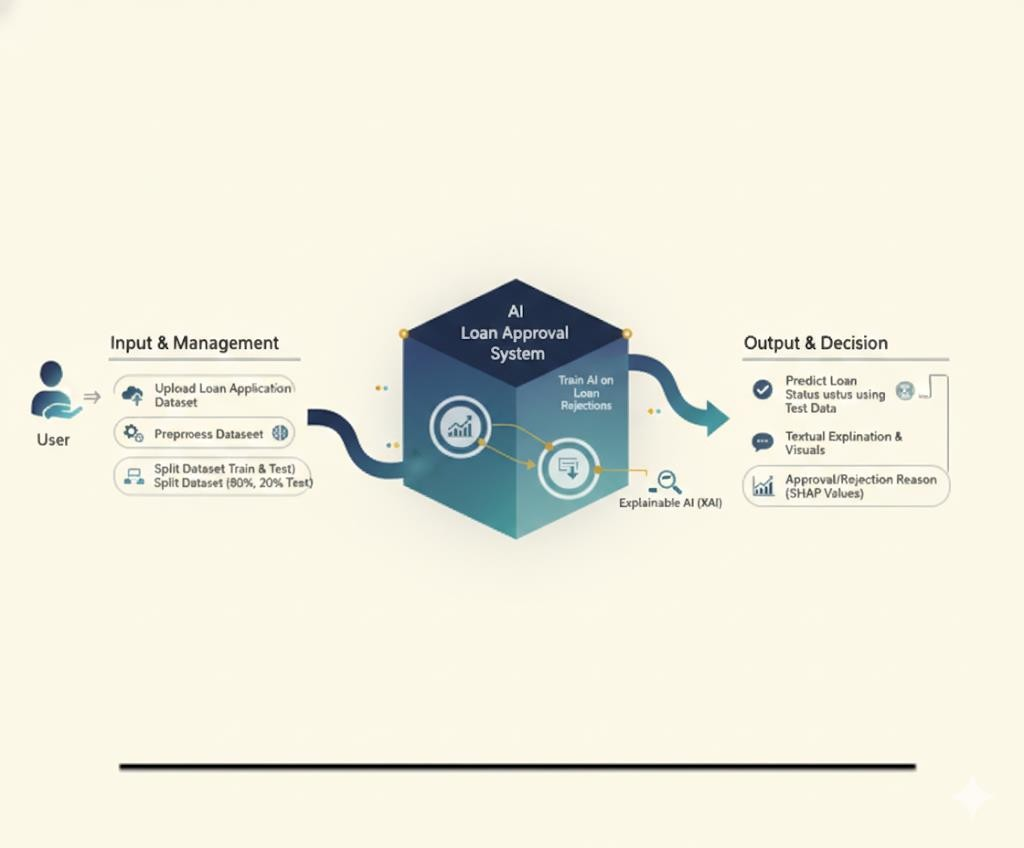 Input & Management
User
Upload Loan Application
Dataset
Preproess Dataseet
Split Dataset Train & Test)
Split Dataset (80%, 20% Test)
AI
Loan Approval
System
Train AI on
Loan
Rejections
Explainable AI (XAI)
Output & Decision
Predict Loan
Status ustus using
Test Data
Textual Explination &
Visuals
Approval/Rejection Reason
(SHAP Values)